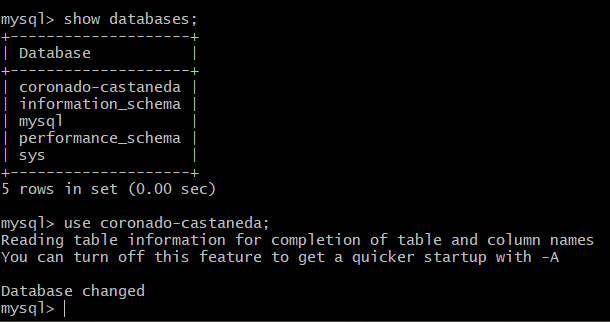 mysql> show databases;
+--------------------+
| Database           |
+--------------------+
| coronado-castaneda |
| information_schema |
| mysql              |
| performance_schema |
| sys                |
+--------------------+
5 rows in set (0.00 sec)
mysql> use coronado-castaneda;
Reading table information for completion of table and column names
You can turn off this feature to get a quicker startup with -A
Database changed
mysql>